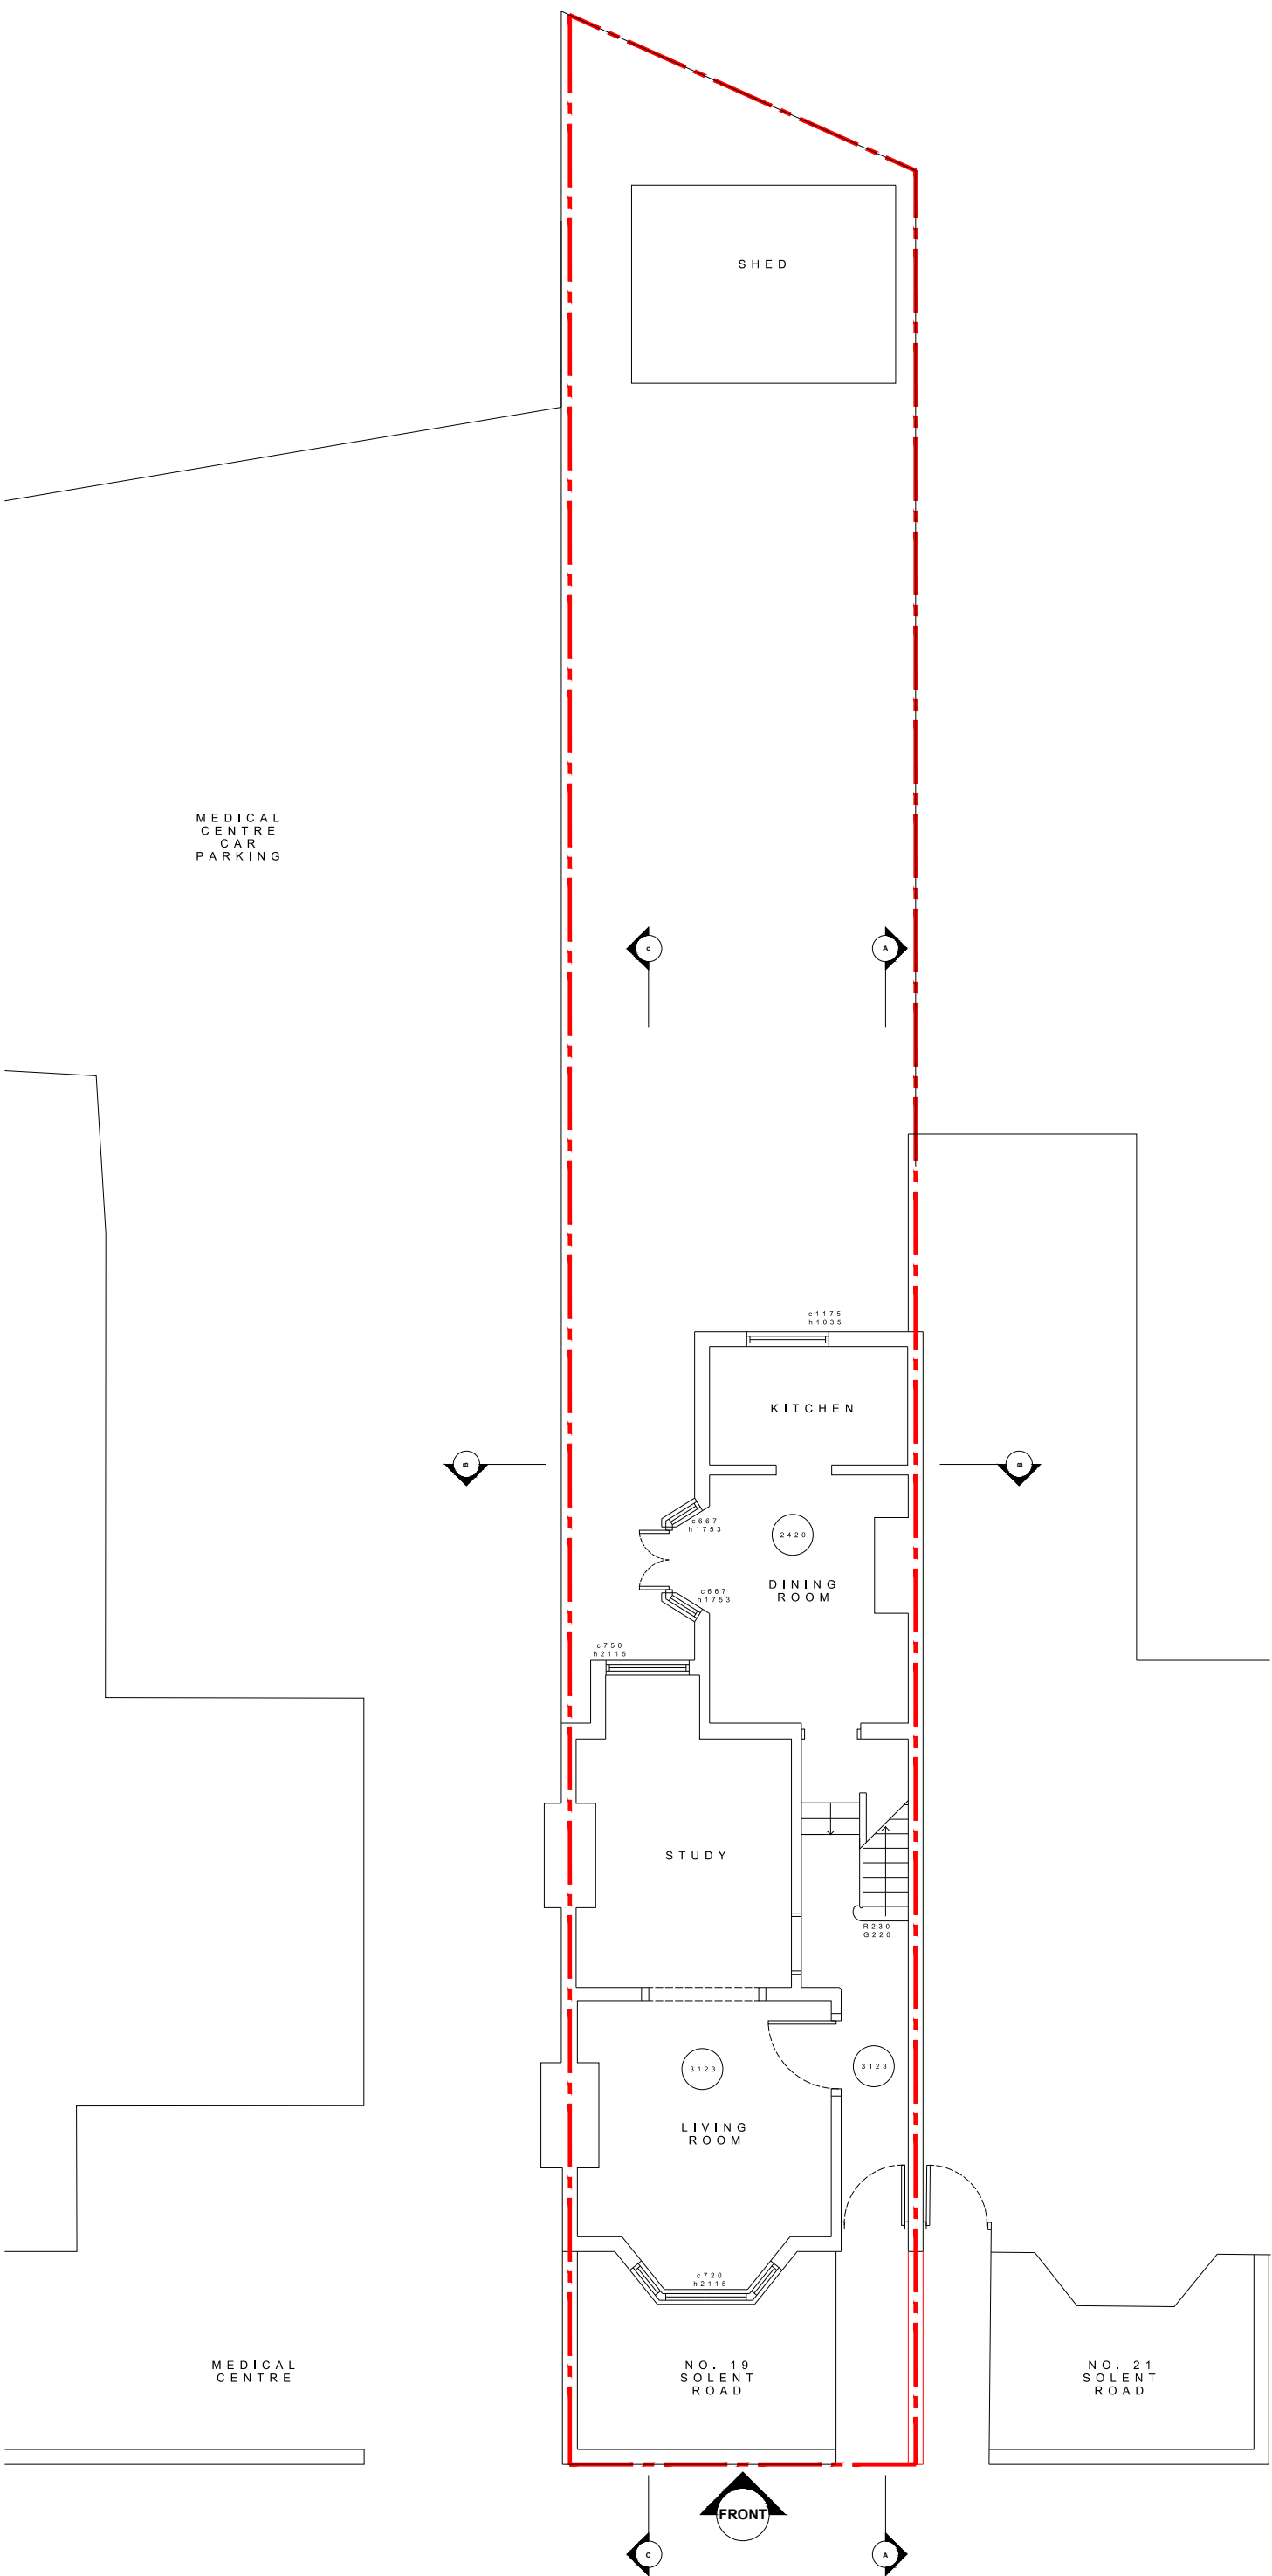 SHED
MEDICAL
CENTRE
CAR
PARKING
c
A
c1175
h1035
KITCHEN
B
B
c667
h1753
2420
DINING
ROOM
c667
h1753
c750
h2115
STUDY
R230
G220
3123
3123
LIVING
ROOM
c720
h2115
MEDICAL
CENTRE
NO. 19
SOLENT
ROAD
NO. 21
SOLENT
ROAD
FRONT
C
A